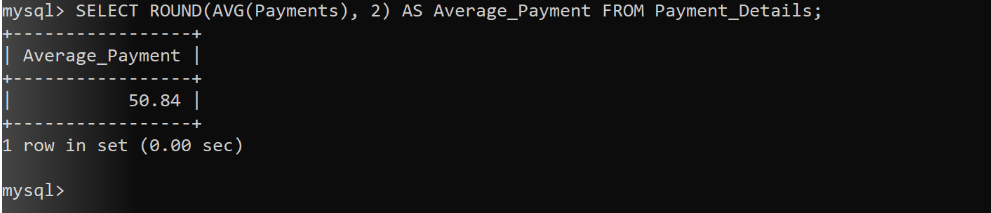 mysql> SELECT ROUND(AVG(Payments), 2) AS Average_Payment FROM Payment_Details;
+-----------------+
| Average_Payment |
+-----------------+
|           50.84 |
+-----------------+
1 row in set (0.00 sec)
mysql>